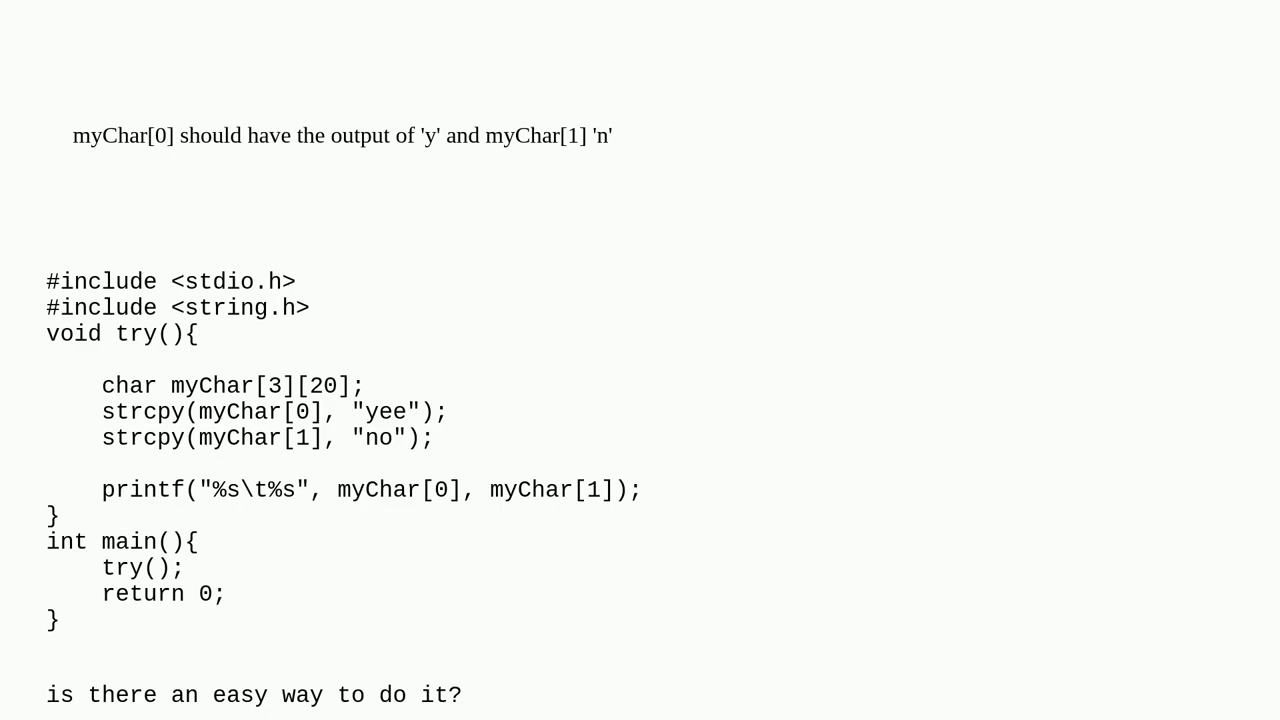 myChar[0] should have the output of 'y' and myChar[1] 'n'
#include <stdio.h>
#include <string.h>
void try(){
    char myChar[3][20];
    strcpy(myChar[0], "yee");
    strcpy(myChar[1], "no");
    printf("%s\t%s", myChar[0], myChar[1]);
}
int main(){
    try();
    return 0;
}
is there an easy way to do it?